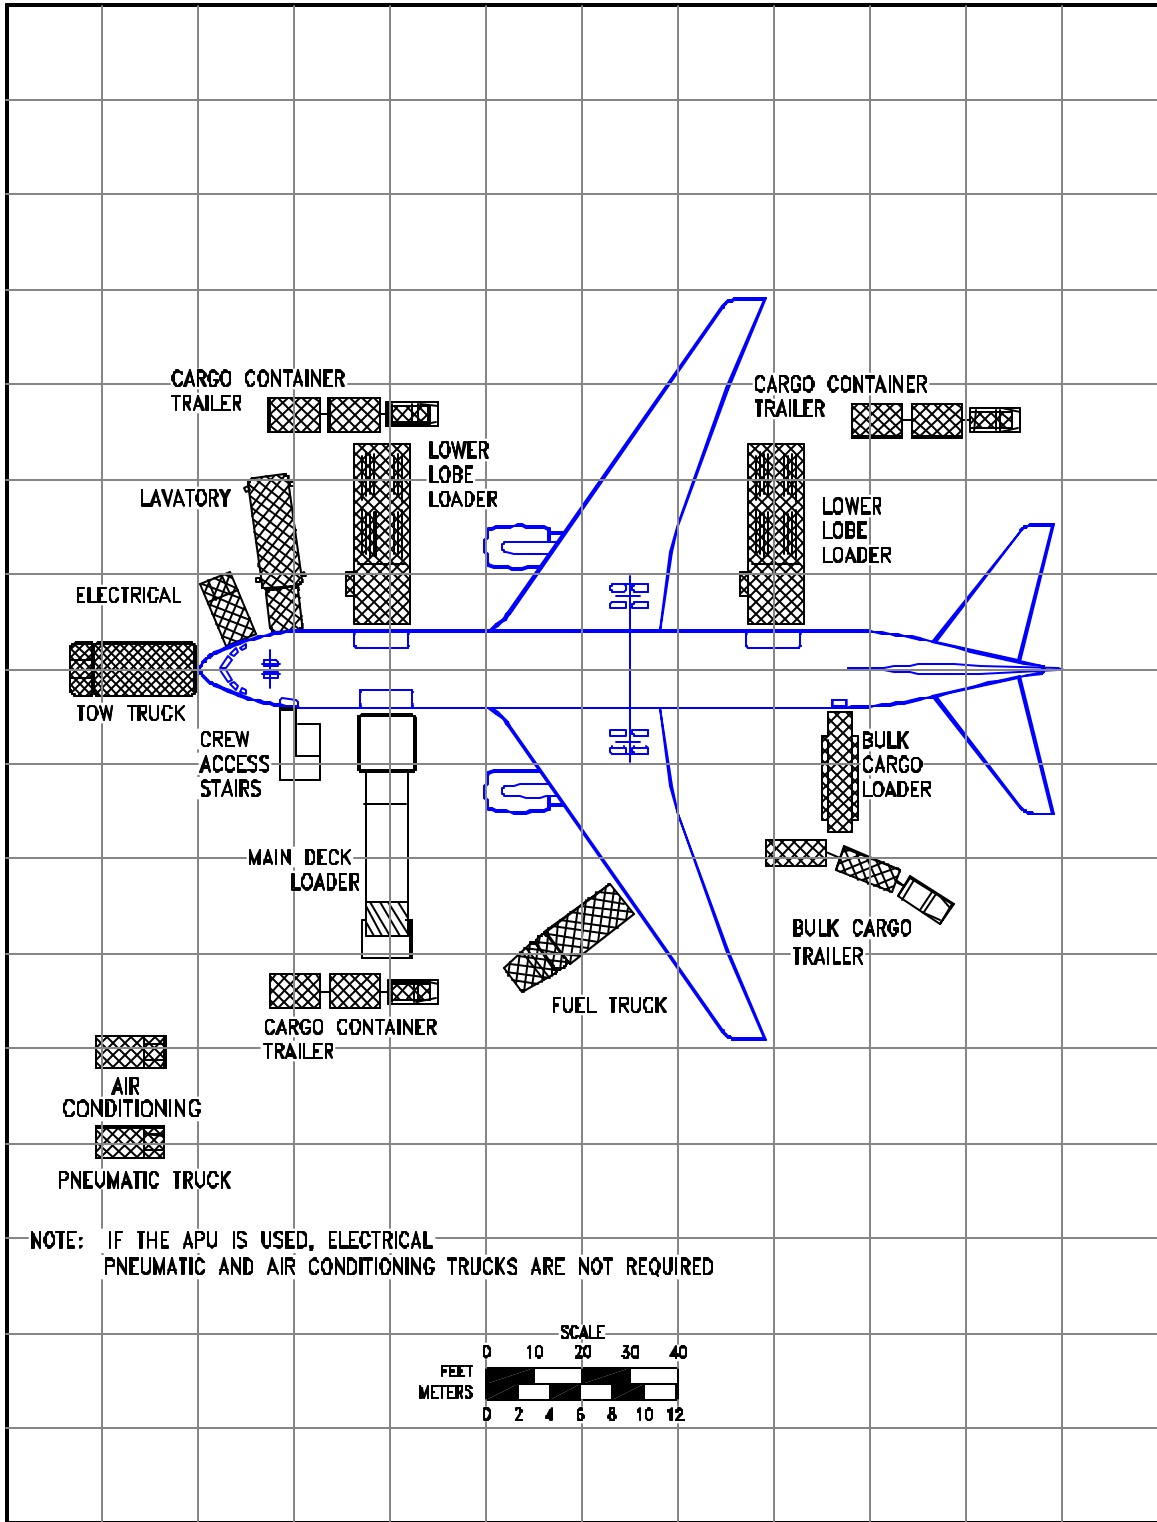 CARGO CONTAINER
TRAILER
CARGO CONTAINER
TRAILER
LOWER
LOBE
LOADER
LAVATORY
LOWER
LOBE
LOADER
ELECTRICAL
TOW TRUCK
CREW
ACCESS
STAIRS
BULK
CARGO
LOADER
MAIN DECK
LOADER
BULK CARGO
TRAILER
FUEL TRUCK
CARGO CONTAINER
TRAILER
AIR
CONDITIONING
PNEUMATIC TRUCK
NOTE: IF THE APU IS USED, ELECTRICAL
PNEUMATIC AND AIR CONDITIONING TRUCKS ARE NOT REQUIRED
SCALE
0 10 20 30 40
FEET
METERS
0 2 4 6 8 10 12